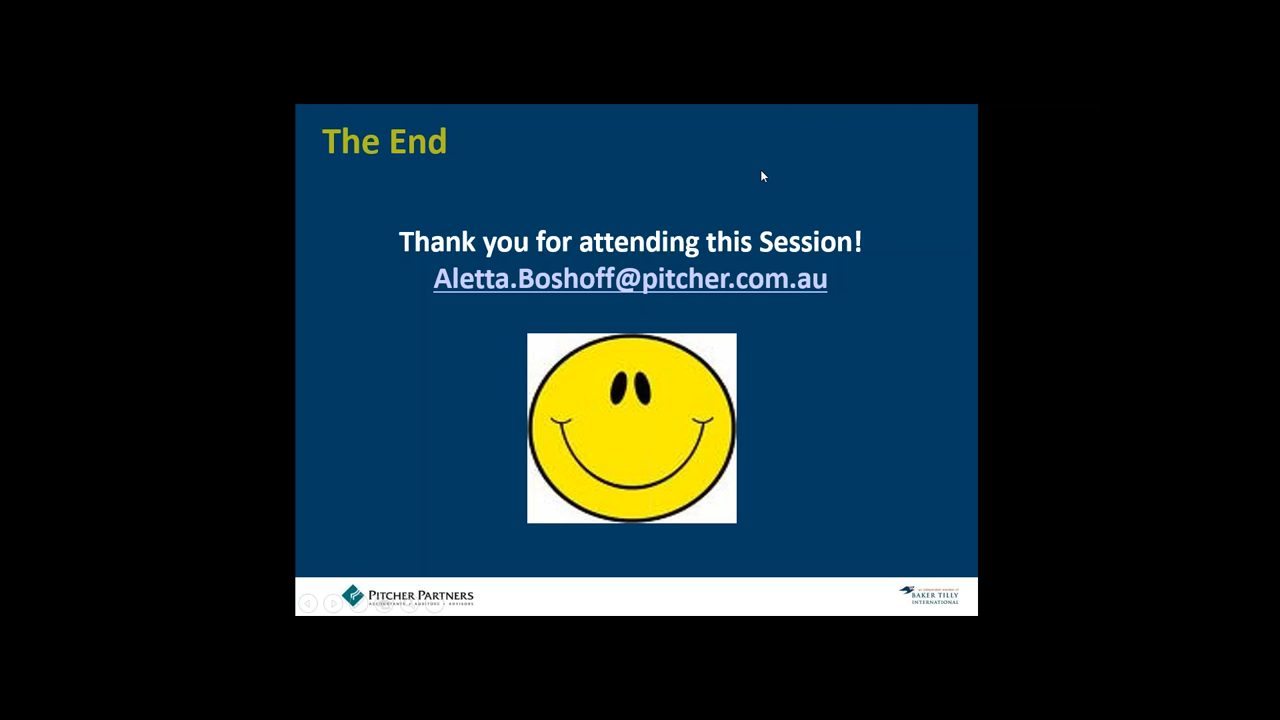 The End
Thank you for attending this Session!
Aletta.Boshoff@pitcher.com.au
PITCHER PARTNERS
ACCOUNTANTS • AUDITORS | ADVISORS
BAKER TILLY
INTERNATIONAL